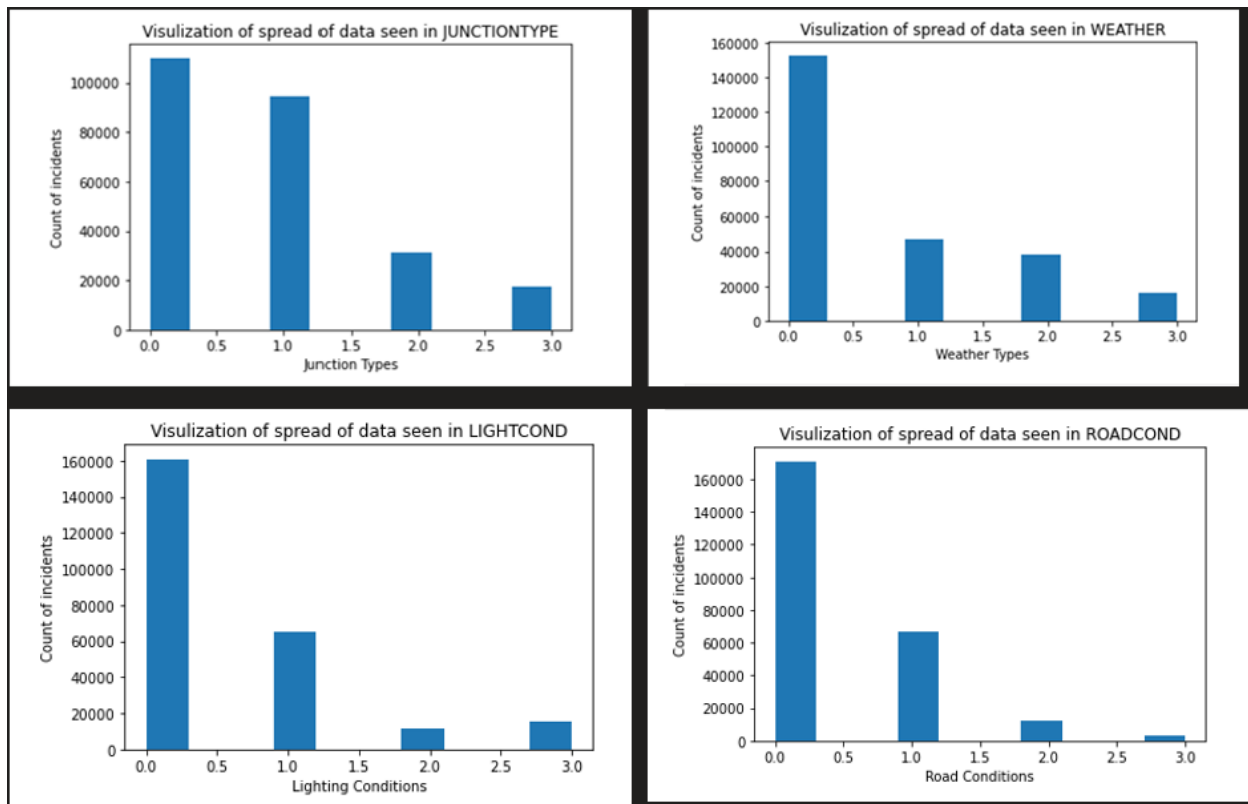 Visulization of spread of data seen in JUNCTIONTYPE
100000
80000
60000
40000
20000
0
Count of incidents
0.0 0.5 1.0 1.5 2.0 2.5 3.0
Junction Types
Visulization of spread of data seen in WEATHER
160000
140000
120000
100000
80000
60000
40000
20000
0
Count of incidents
0.0 0.5 1.0 1.5 2.0 2.5 3.0
Weather Types
Visulization of spread of data seen in LIGHTCOND
160000
140000
120000
100000
80000
60000
40000
20000
0
Count of incidents
0.0 0.5 1.0 1.5 2.0 2.5 3.0
Lighting Conditions
Visulization of spread of data seen in ROADCOND
160000
140000
120000
100000
80000
60000
40000
20000
0
Count of incidents
0.0 0.5 1.0 1.5 2.0 2.5 3.0
Road Conditions